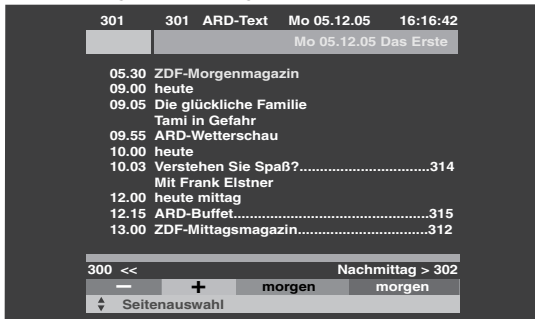 301 301 ARD-Text Mo 05.12.05 16:16:42
Mo 05.12.05 Das Erste
05.30 ZDF-Morgenmagazin
09.00 heute
09.05 Die glückliche Familie
Tami in Gefahr
09.55 ARD-Wetterschau
10.00 heute
10.03 Verstehen Sie Spaß?..............................314
Mit Frank Elstner
12.00 heute mittag
12.15 ARD-Buffet.............................................315
13.00 ZDF-Mittagsmagazin..............................312
300 << Nachmittag > 302
– + morgen morgen
Seitenauswahl